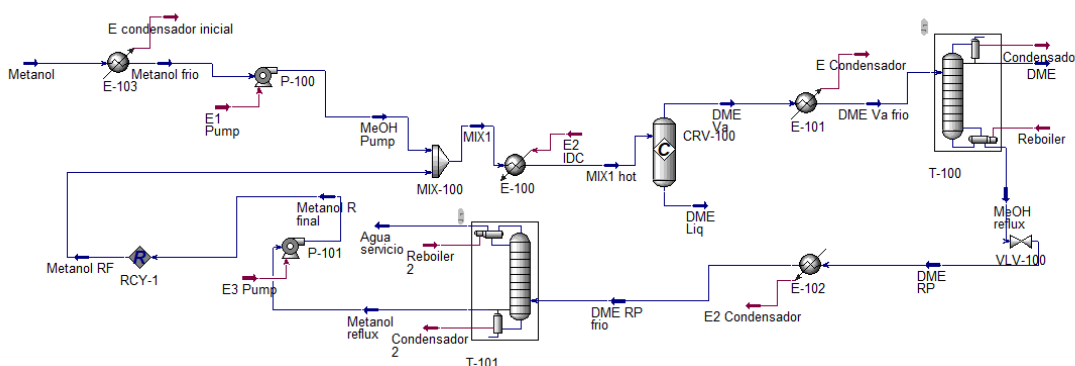 E condensador inicial
Metanol
E-103
Metanol frio
P-100
E1
Pump
MeOH
Pump
MIX-100
MIX1
E2
IDC
E-100
MIX1 hot
DME
Va
CRV-100
C
DME
Liq
E Condensador
E-101
DME Va frio
Condensado
DME
Reboiler
T-100
MeOH
reflux
VLV-100
DME
RP
E-102
E2 Condensador
DME RP
frio
Agua
servicio
Reboiler
2
Metanol
reflux
Condensador
2
T-101
Metanol R
final
P-101
E3 Pump
R
RCY-1
Metanol RF